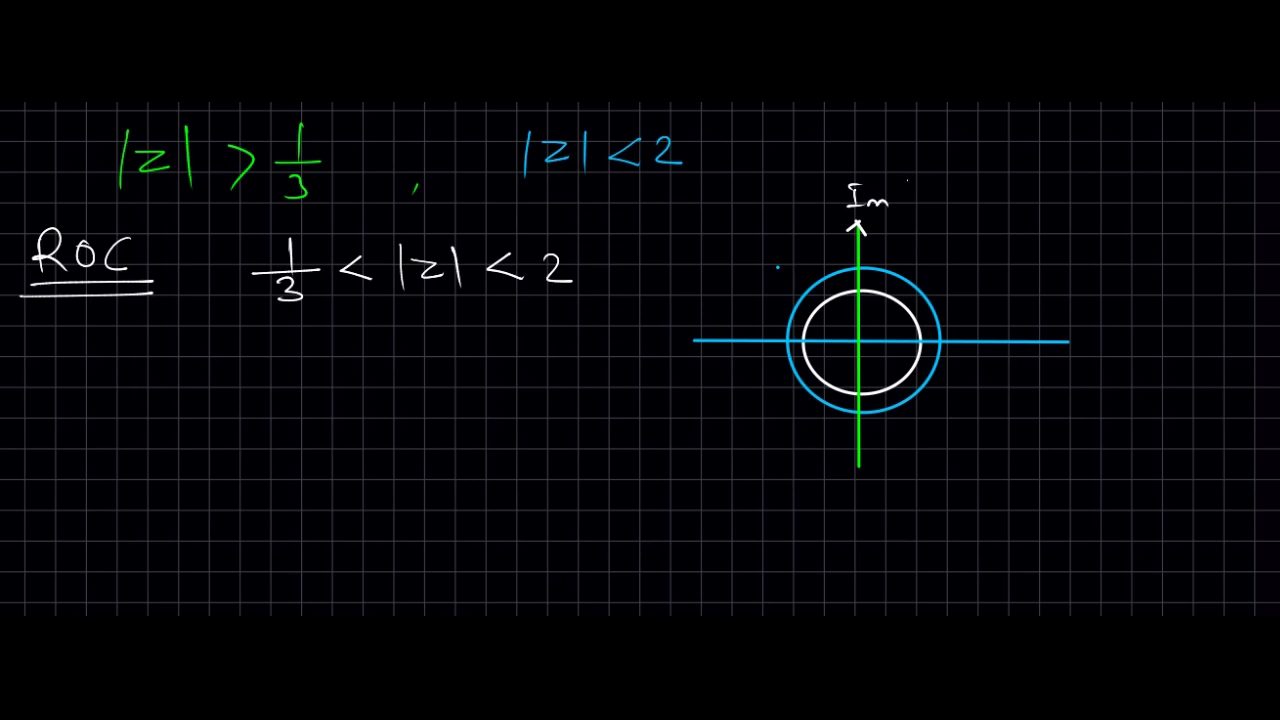 |z| > 1/3 , |z| < 2
Im
ROC 1/3 < |z| < 2